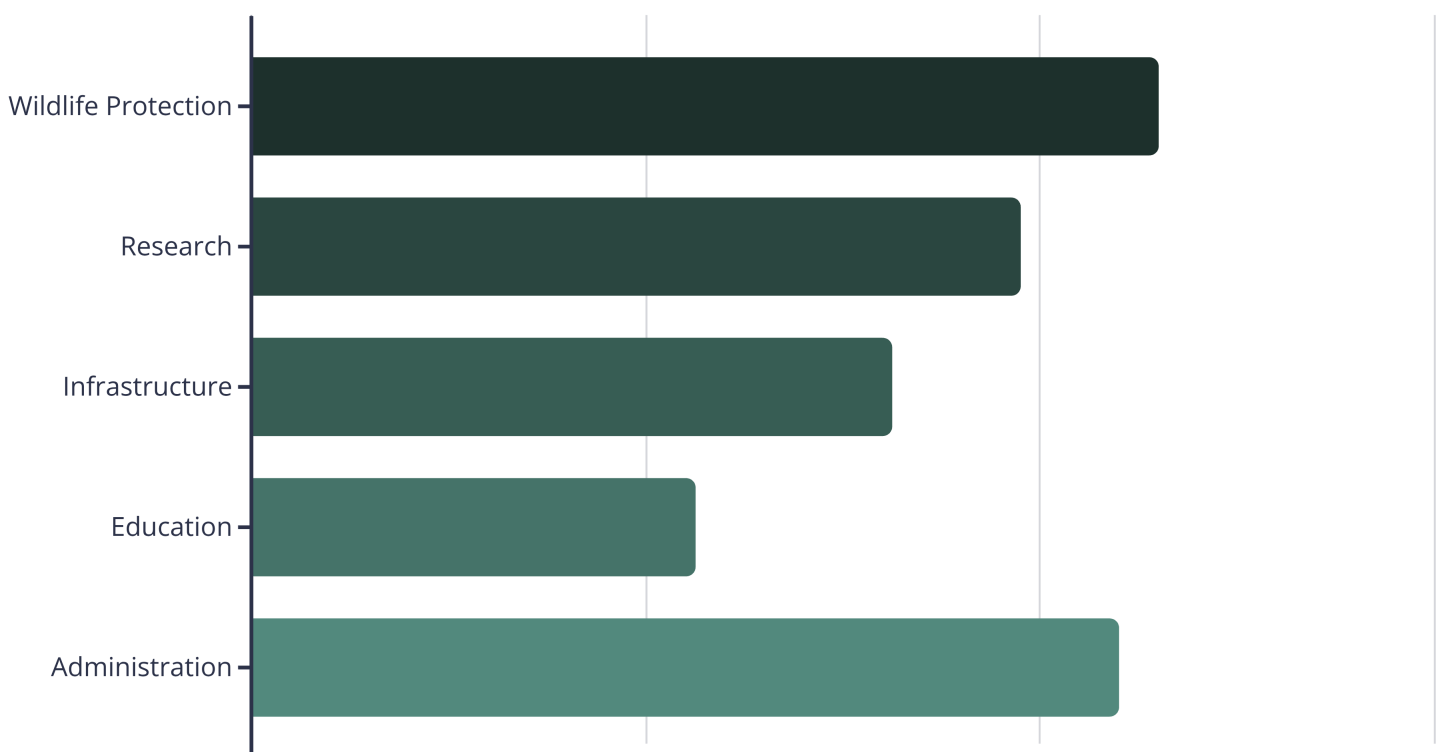 Wildlife Protection
Research
Infrastructure
Education
Administration